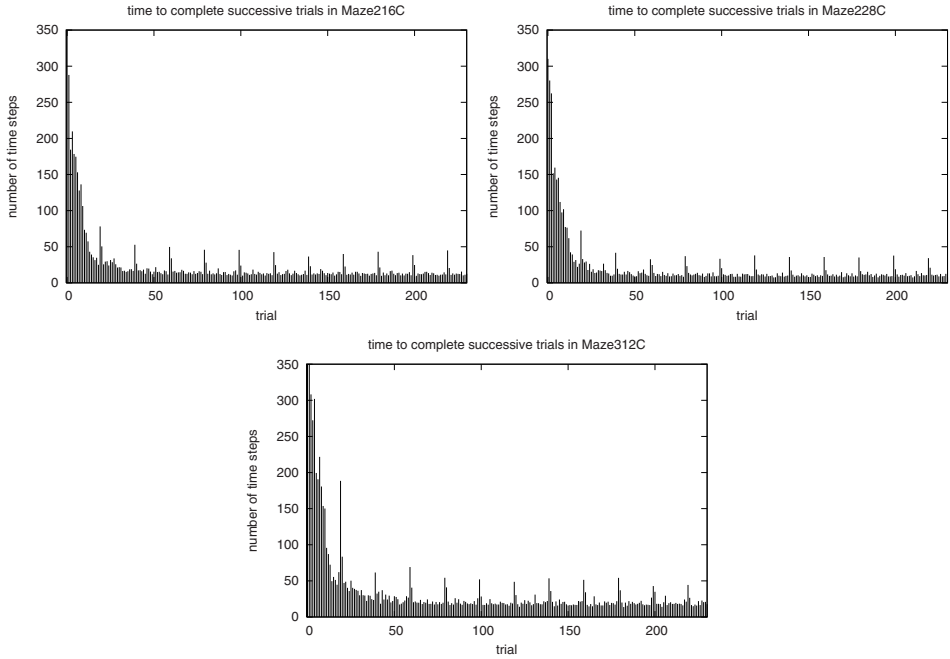 time to complete successive trials in Maze216C
350
300
250
200
150
100
50
0
number of time steps
0 50 100 150 200
trial
time to complete successive trials in Maze228C
350
300
250
200
150
100
50
0
number of time steps
0 50 100 150 200
trial
time to complete successive trials in Maze312C
350
300
250
200
150
100
50
0
number of time steps
0 50 100 150 200
trial